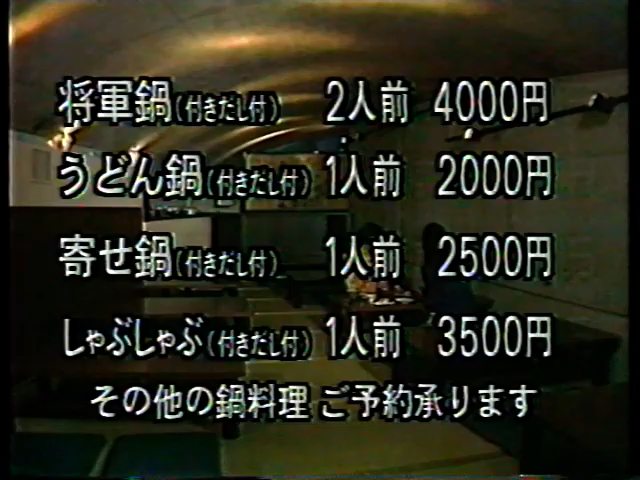 将軍鍋(付きだし付) 2人前 4000円
うどん鍋(付きだし付) 1人前 2000円
寄せ鍋(付きだし付) 1人前 2500円
しゃぶしゃぶ(付きだし付) 1人前 3500円
その他の鍋料理 ご予約承ります